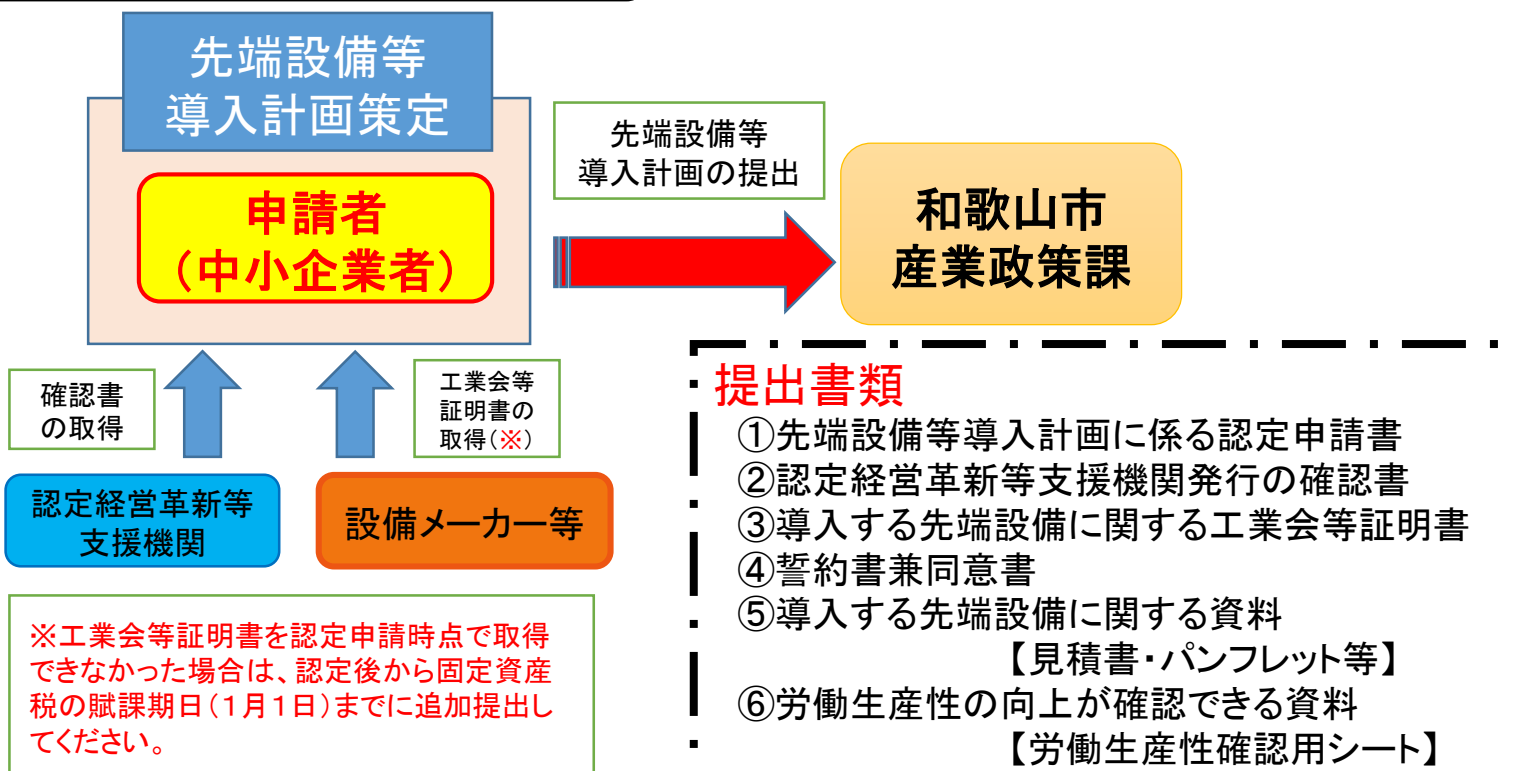 先端設備等
導入計画策定
申請者
（中小企業者）
先端設備等
導入計画の提出
和歌山市
産業政策課
確認書
の取得
工業会等
証明書の
取得（※）
認定経営革新等
支援機関
設備メーカー等
※工業会等証明書を認定申請時点で取得
できなかった場合は、認定後から固定資産
税の賦課期日（１月１日）までに追加提出し
てください。
提出書類
①先端設備等導入計画に係る認定申請書
②認定経営革新等支援機関発行の確認書
③導入する先端設備に関する工業会等証明書
④誓約書兼同意書
⑤導入する先端設備に関する資料
【見積書・パンフレット等】
⑥労働生産性の向上が確認できる資料
【労働生産性確認用シート】